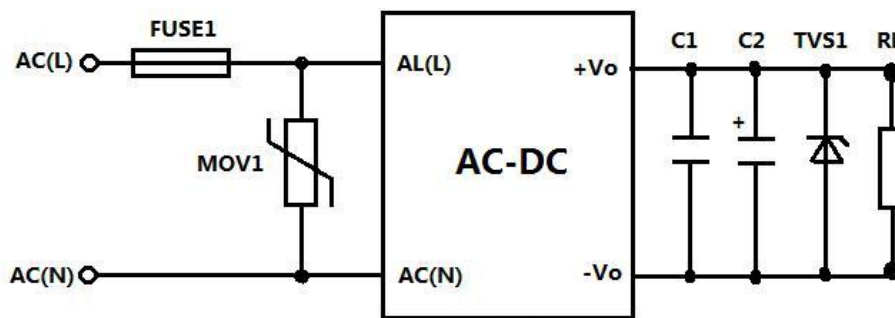 FUSE1
AC(L)
AL(L)
MOV1
AC(N)
AC(N)
AC-DC
+Vo
-Vo
C1
C2
TVS1
+